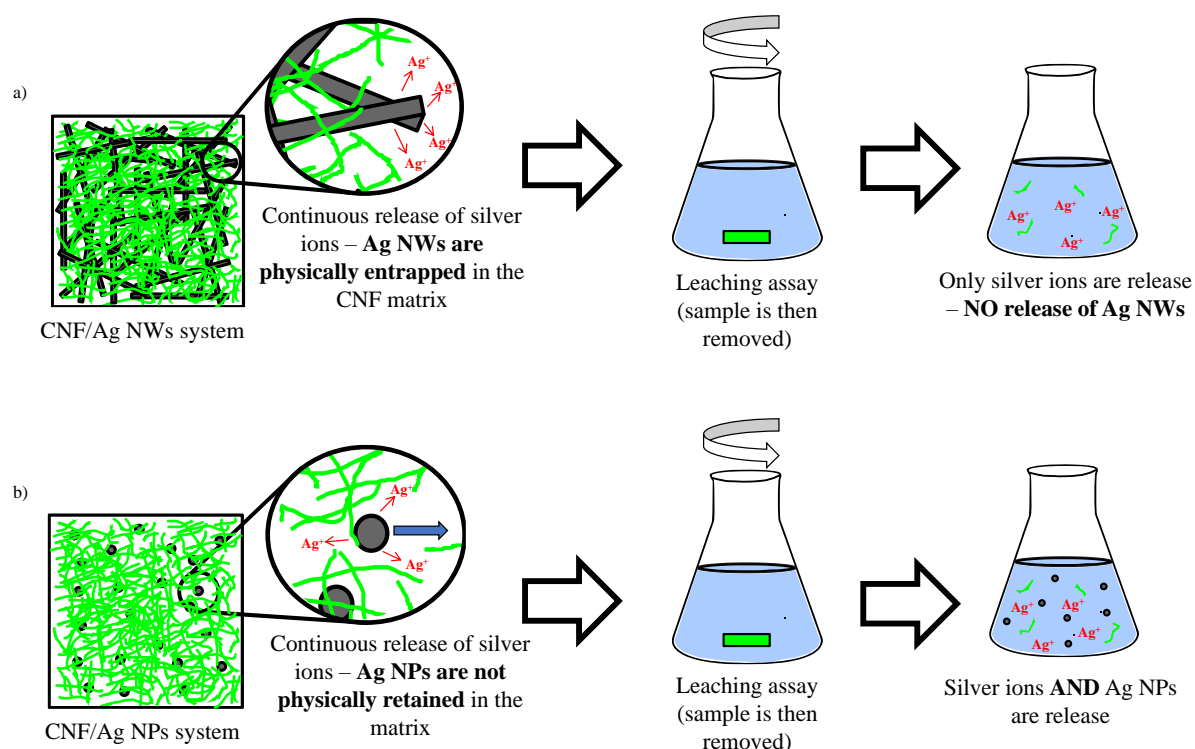 a)
Ag⁺
Ag⁺
Ag⁺
Ag⁺
Continuous release of silver
ions – Ag NWs are
physically entrapped in the
CNF matrix
CNF/Ag NWs system
Leaching assay
(sample is then
removed)
Ag⁺
Ag⁺
Ag⁺
Ag⁺
Only silver ions are release
– NO release of Ag NWs
b)
Ag⁺
Ag⁺
Ag⁺
Continuous release of silver
ions – Ag NPs are not
physically retained in the
matrix
CNF/Ag NPs system
Leaching assay
(sample is then
removed)
Ag⁺
Ag⁺
Ag⁺
Ag⁺
Silver ions AND Ag NPs
are release